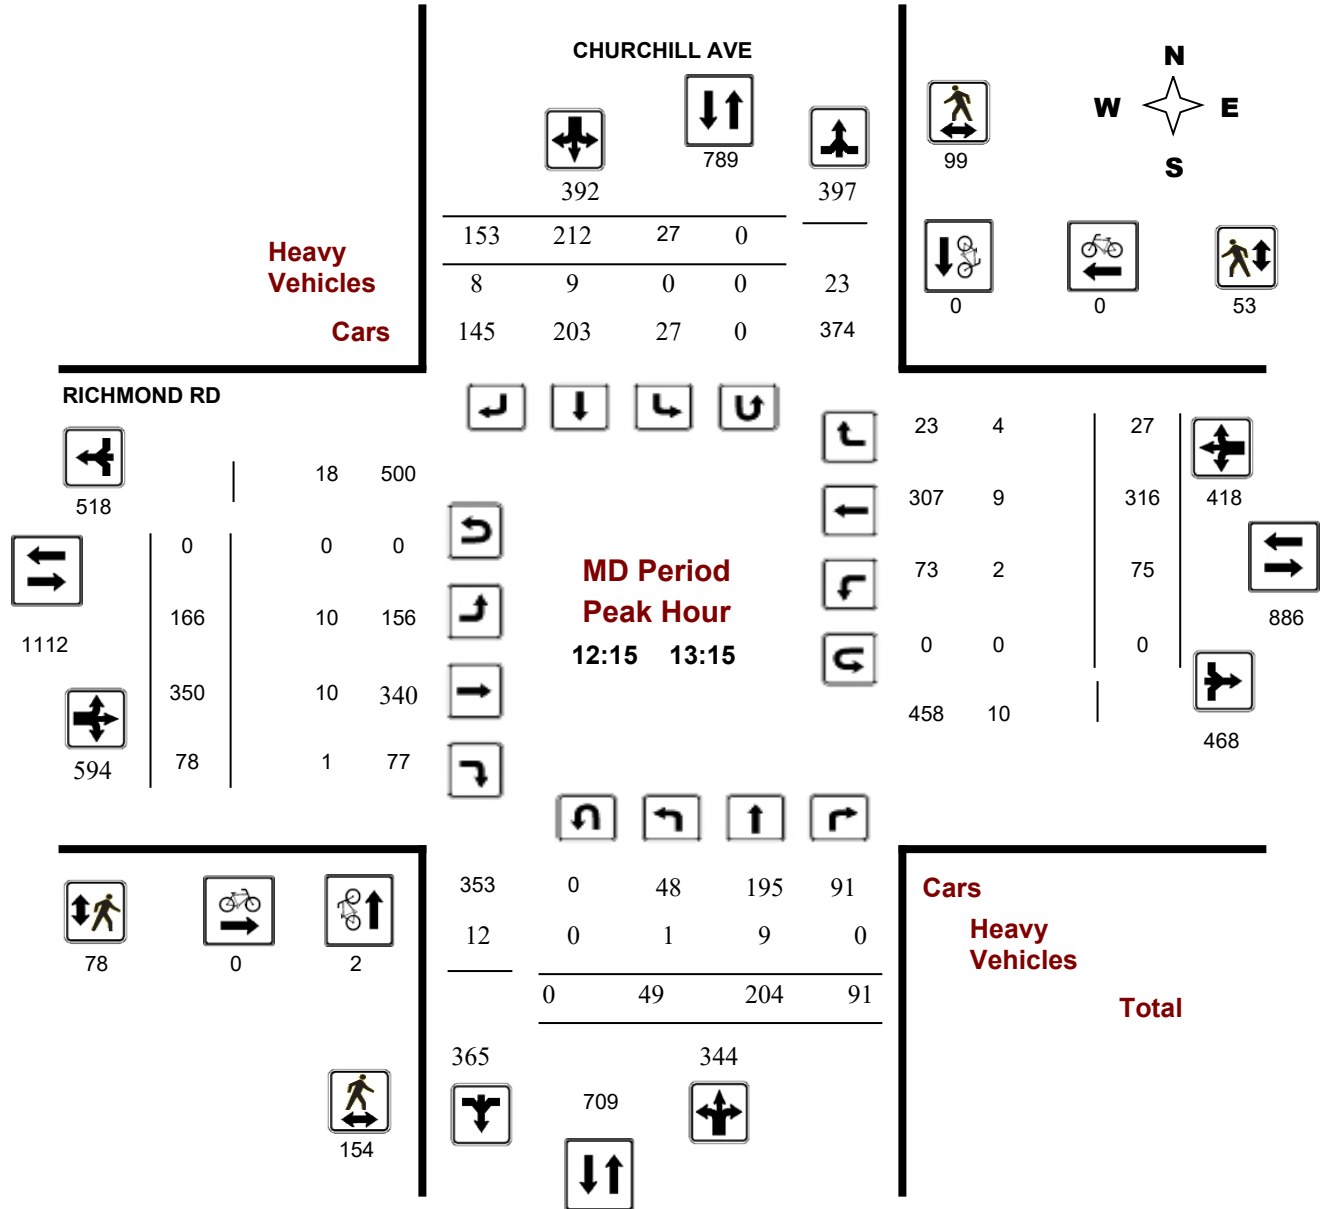 CHURCHILL AVE
N
W E
S
789
99
392 397
153 212 27 0
Heavy
Vehicles
8 9 0 0 23
0 0 53
Cars
145 203 27 0 374
RICHMOND RD
23 4 27
18 500
518
307 9 316 418
0 0 0
MD Period
73 2 75
Peak Hour
166 10 156
886
1112
12:15 13:15
0 0 0
350 10 340
458 10
468
594
78 1 77
353 0 48 195 91
Cars
12 0 1 9 0
Heavy
Vehicles
78 0 2
0 49 204 91
Total
365 344
709
154